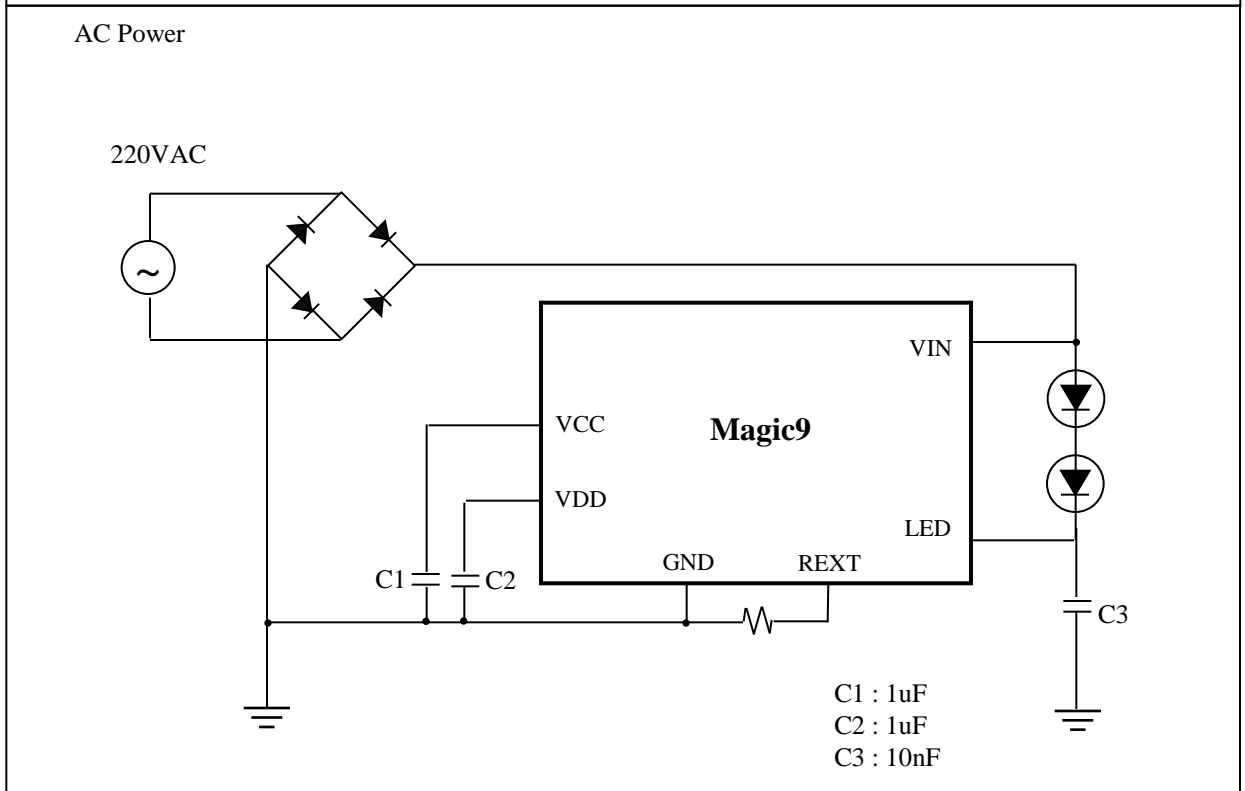 AC Power
220VAC
~
VIN
VCC
Magic9
VDD
LED
GND
REXT
C1
C2
C3
C1 : 1uF
C2 : 1uF
C3 : 10nF